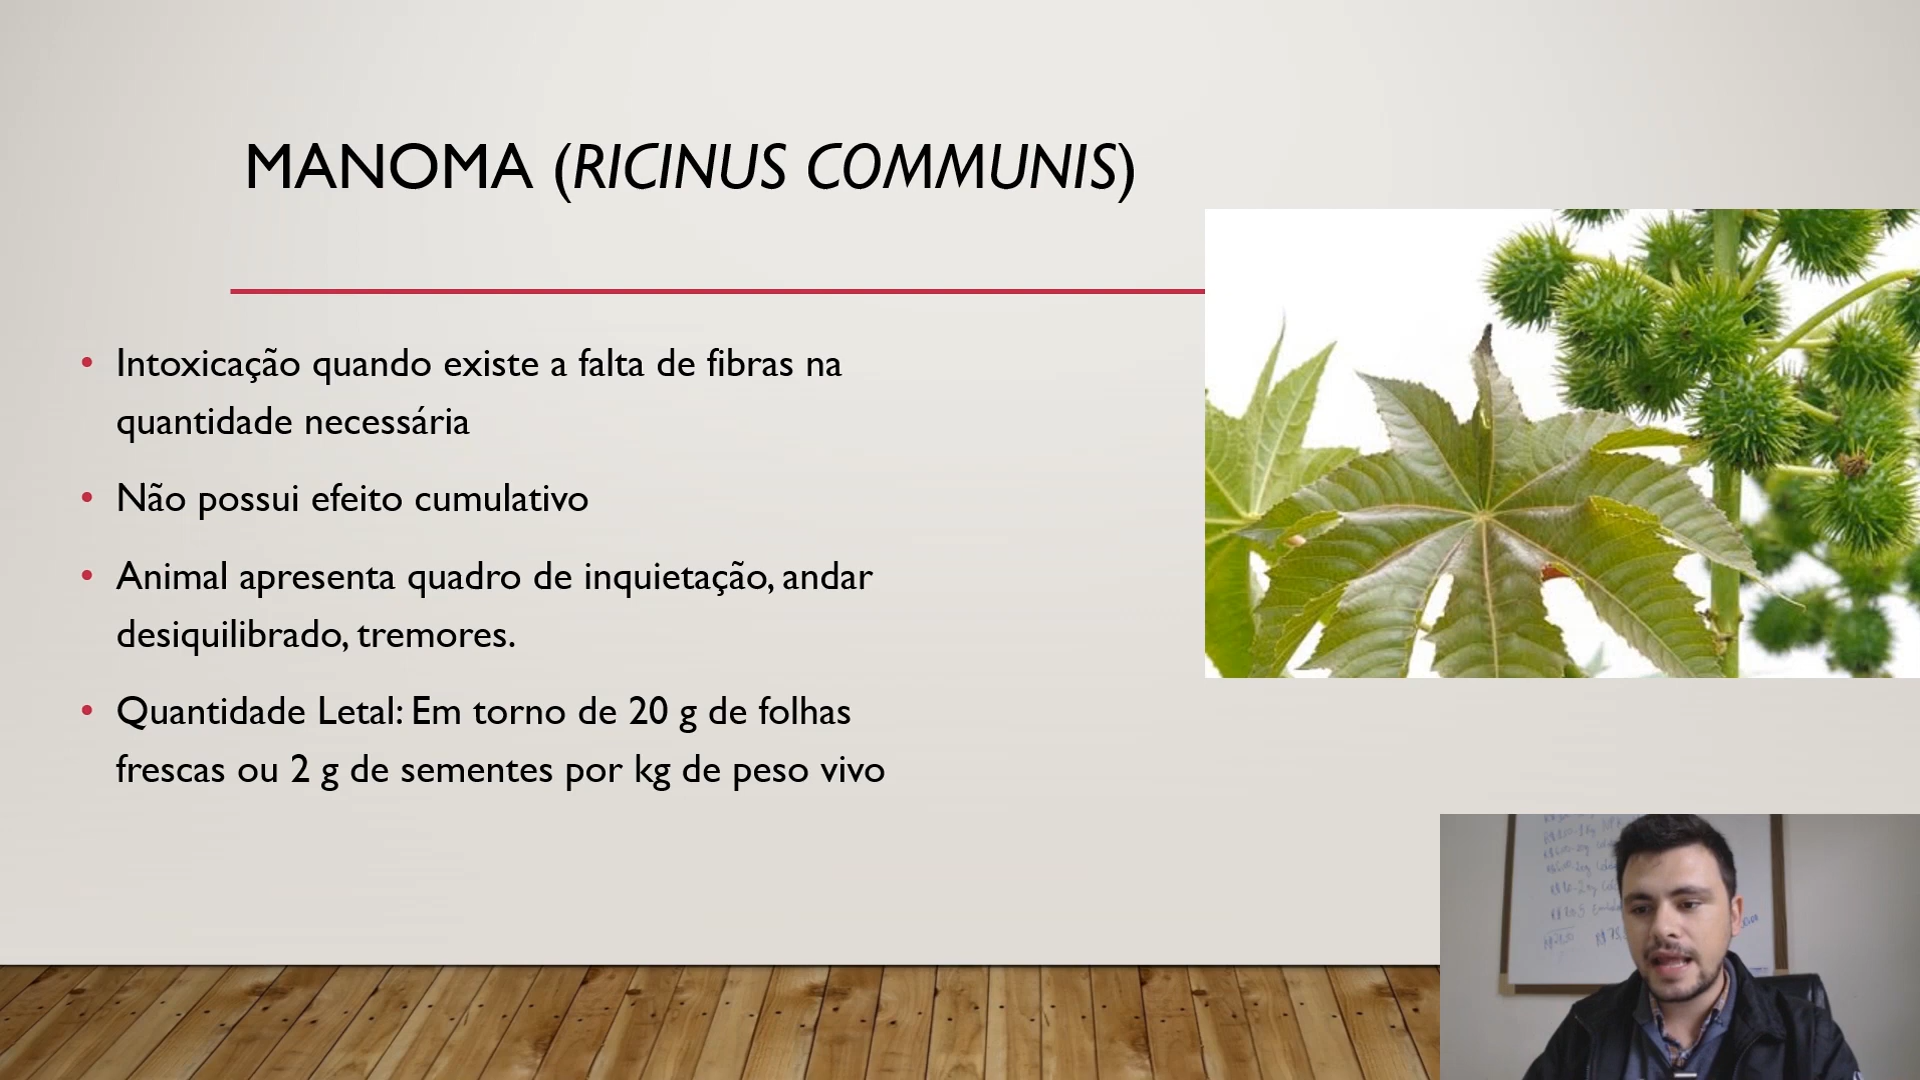 MANOMA (RICINUS COMMUNIS)
• Intoxicação quando existe a falta de fibras na
quantidade necessária
• Não possui efeito cumulativo
• Animal apresenta quadro de inquietação, andar
desiquilibrado, tremores.
• Quantidade Letal: Em torno de 20 g de folhas
frescas ou 2 g de sementes por kg de peso vivo